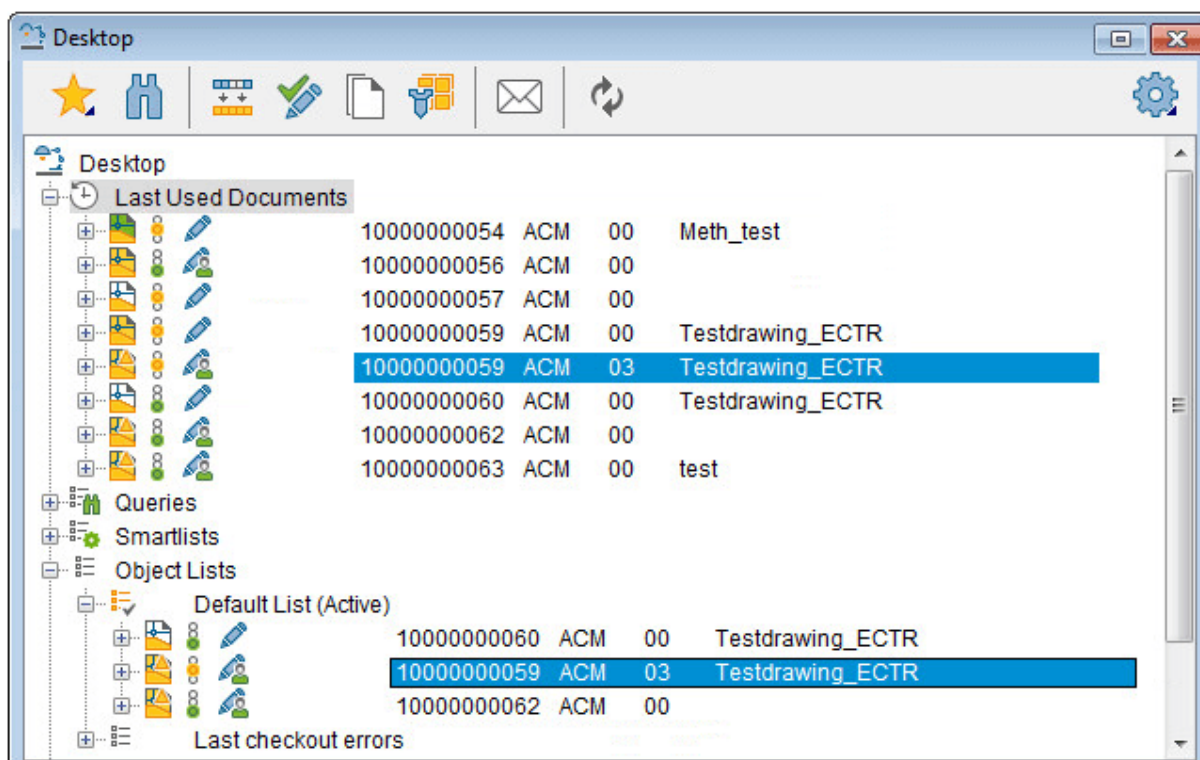 Desktop
Desktop
Last Used Documents
10000000054 ACM 00 Meth_test
10000000056 ACM 00
10000000057 ACM 00
10000000059 ACM 00 Testdrawing_ECTR
10000000059 ACM 03 Testdrawing_ECTR
10000000060 ACM 00 Testdrawing_ECTR
10000000062 ACM 00
10000000063 ACM 00 test
Queries
Smartlists
Object Lists
Default List (Active)
10000000060 ACM 00 Testdrawing_ECTR
10000000059 ACM 03 Testdrawing_ECTR
10000000062 ACM 00
Last checkout errors